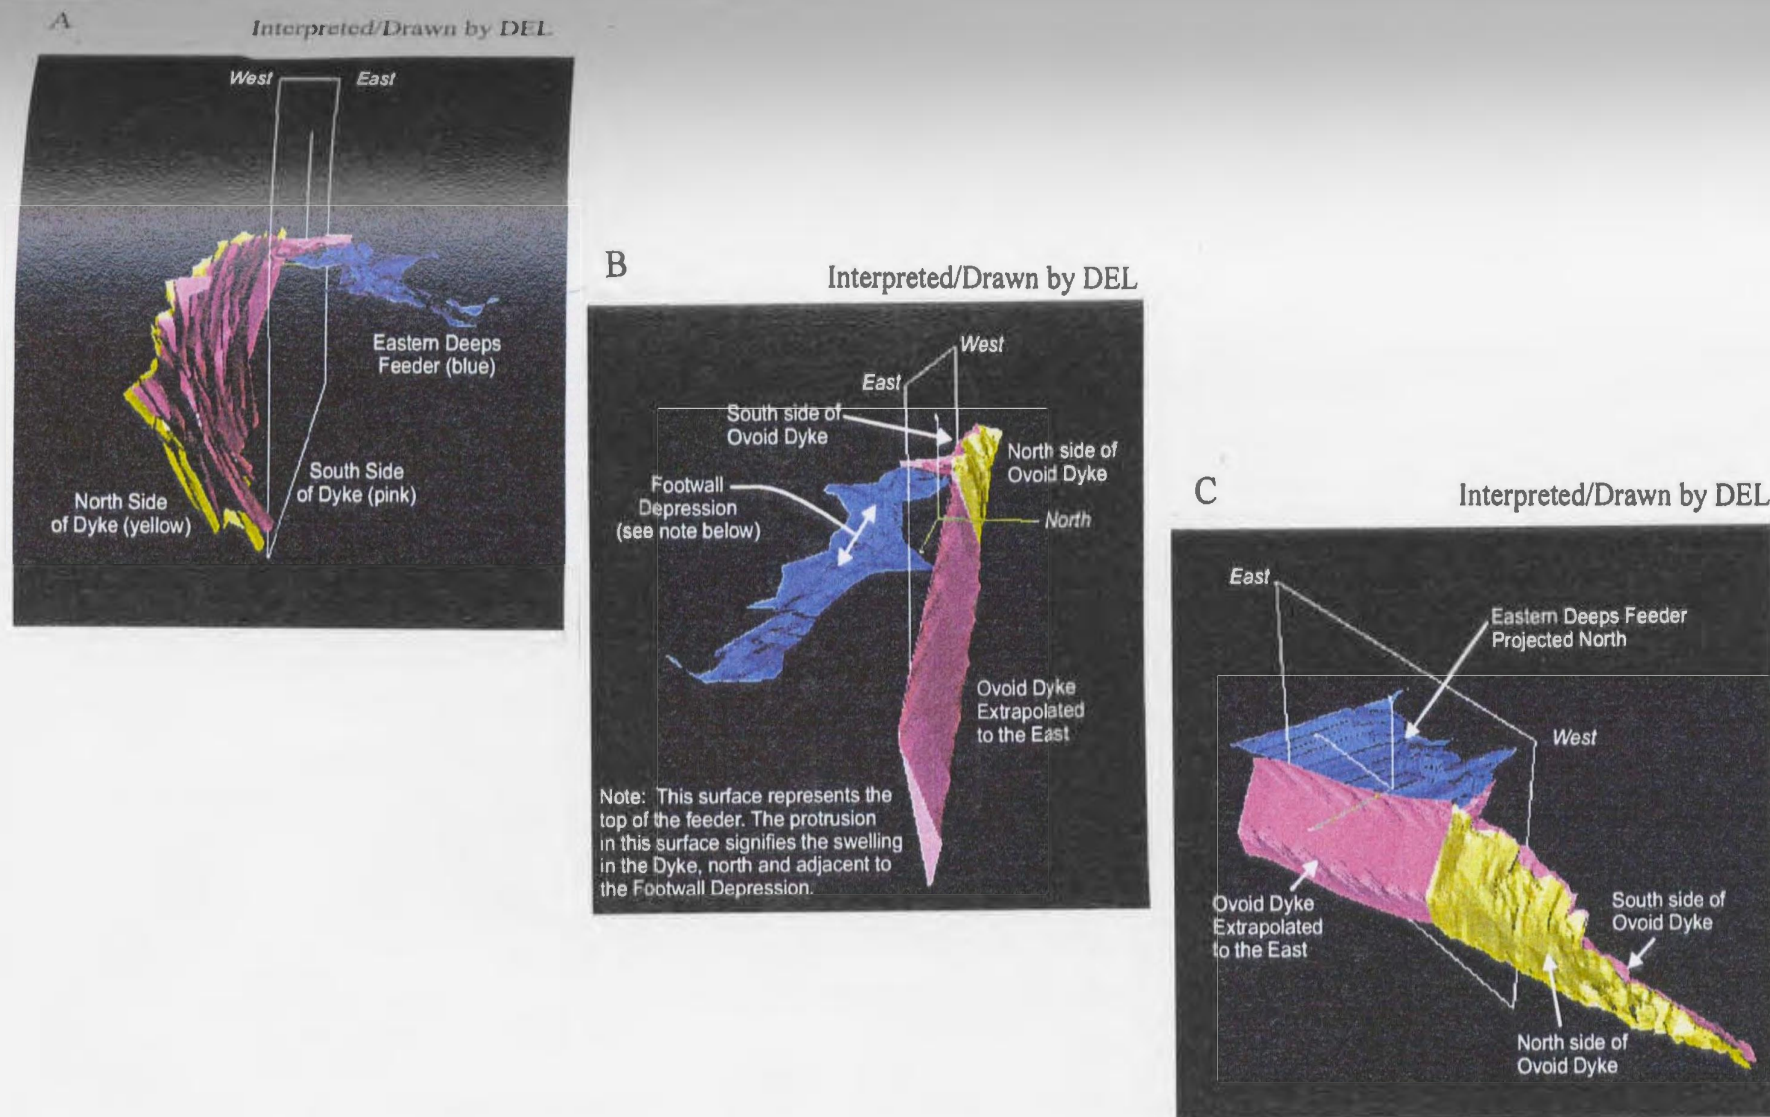 A
Interpreted/Drawn by DEL
West
East
Eastern Deeps
Feeder (blue)
South Side
of Dyke (pink)
North Side
of Dyke (yellow)
B
Interpreted/Drawn by DEL
West
East
South side of
Ovoid Dyke
North side of
Ovoid Dyke
Footwall
Depression
(see note below)
North
Ovoid Dyke
Extrapolated
to the East
Note: This surface represents the
top of the feeder. The protrusion
in this surface signifies the swelling
in the Dyke, north and adjacent to
the Footwall Depression.
C
Interpreted/Drawn by DEL
East
Eastern Deeps Feeder
Projected North
West
Ovoid Dyke
Extrapolated
to the East
South side of
Ovoid Dyke
North side of
Ovoid Dyke